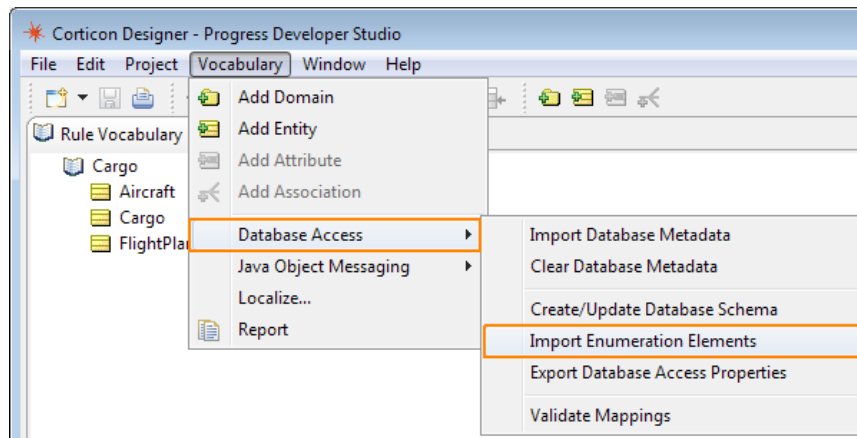 Corticon Designer - Progress Developer Studio
File Edit Project Vocabulary Window Help
Rule Vocabulary
Cargo
Aircraft
Cargo
FlightPla
Add Domain
Add Entity
Add Attribute
Add Association
Database Access
Java Object Messaging
Localize...
Report
Import Database Metadata
Clear Database Metadata
Create/Update Database Schema
Import Enumeration Elements
Export Database Access Properties
Validate Mappings